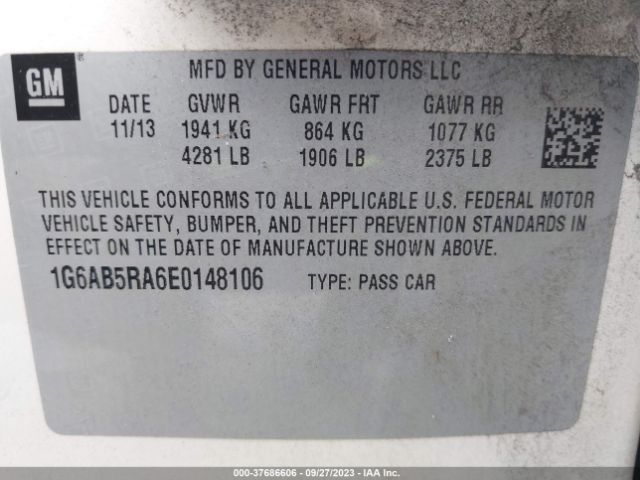 GM
MFD BY GENERAL MOTORS LLC
DATE GVWR GAWR FRT GAWR RR
11/13 1941 KG 864 KG 1077 KG
4281 LB 1906 LB 2375 LB
THIS VEHICLE CONFORMS TO ALL APPLICABLE U.S. FEDERAL MOTOR
VEHICLE SAFETY, BUMPER, AND THEFT PREVENTION STANDARDS IN
EFFECT ON THE DATE OF MANUFACTURE SHOWN ABOVE.
1G6AB5RA6E0148106 TYPE: PASS CAR
000-37686606 - 09/27/2023 - IAAI.COM